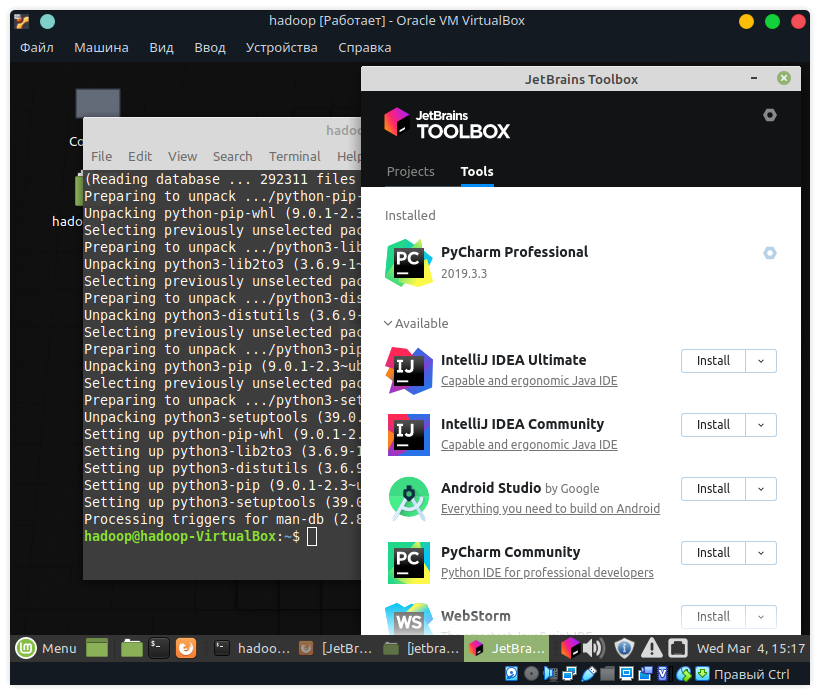 hadoop [Работает] - Oracle VM VirtualBox
Файл Машина Вид Ввод Устройства Справка
JetBrains Toolbox
JetBrains
TOOLBOX
Projects Tools
Installed
PyCharm Professional
2019.3.3
Available
IntelliJ IDEA Ultimate
Capable and ergonomic Java IDE
Install
IntelliJ IDEA Community
Capable and ergonomic Java IDE
Install
Android Studio by Google
Everything you need to build on Android
Install
PyCharm Community
Python IDE for professional developers
Install
WebStorm
Install
PC
IJ
IJ
PC
WS
Co
hado
hado
File Edit View Search Terminal Help
(Reading database ... 292311 files
Preparing to unpack .../python-pip-
Unpacking python-pip-whl (9.0.1-2.3
Selecting previously unselected pac
Preparing to unpack .../python3-lib
Unpacking python3-lib2to3 (3.6.9-1~
Selecting previously unselected pac
Preparing to unpack .../python3-dis
Unpacking python3-distutils (3.6.9-
Selecting previously unselected pac
Preparing to unpack .../python3-pip
Unpacking python3-pip (9.0.1-2.3~ub
Selecting previously unselected pac
Preparing to unpack .../python3-set
Unpacking python3-setuptools (39.0.
Setting up python-pip-whl (9.0.1-2.
Setting up python3-lib2to3 (3.6.9-1
Setting up python3-distutils (3.6.9
Setting up python3-pip (9.0.1-2.3~u
Setting up python3-setuptools (39.0
Processing triggers for man-db (2.8
hadoop@hadoop-VirtualBox:~$
Menu hadoo... [JetBr... [jetbra... JetBra... Wed Mar 4, 15:17
Правый Ctrl